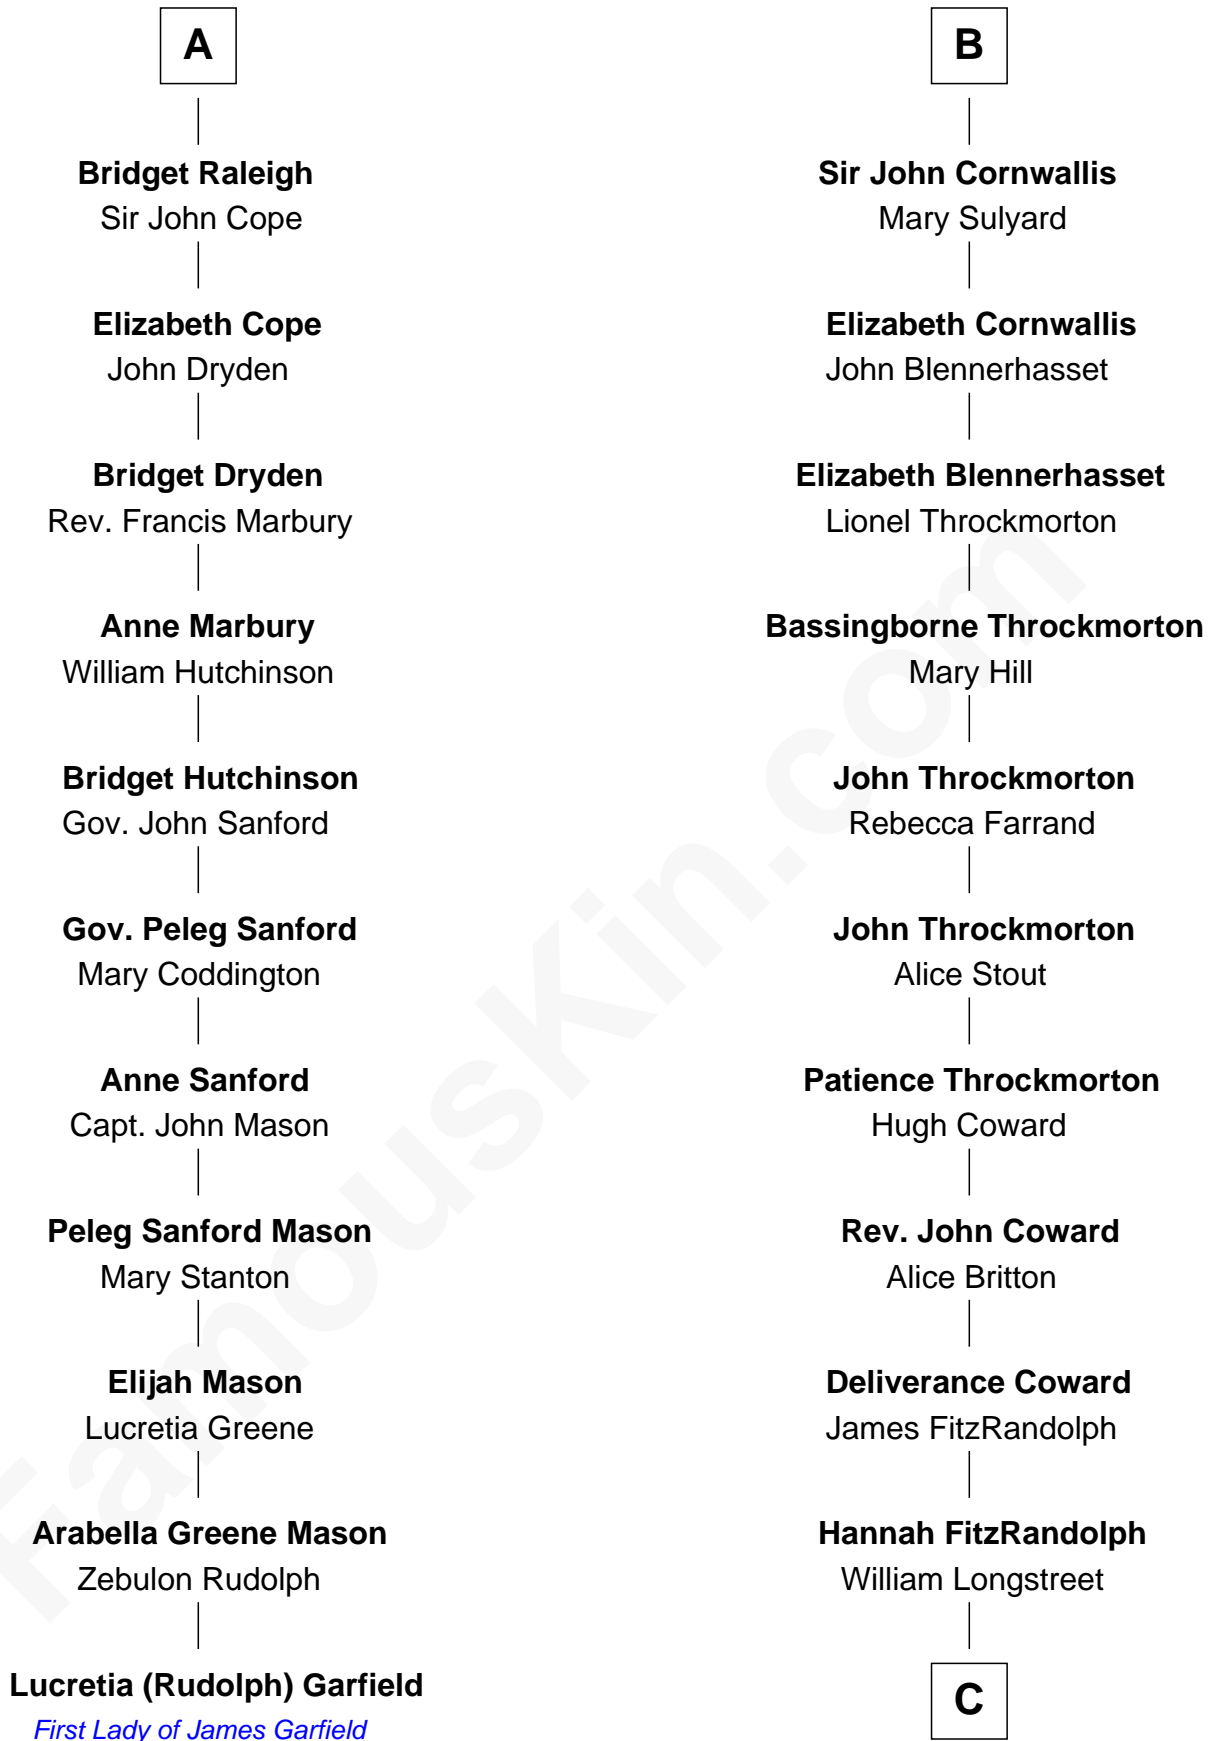 A
Bridget Raleigh
Sir John Cope
Elizabeth Cope
John Dryden
Bridget Dryden
Rev. Francis Marbury
Anne Marbury
William Hutchinson
Bridget Hutchinson
Gov. John Sanford
Gov. Peleg Sanford
Mary Coddington
Anne Sanford
Capt. John Mason
Peleg Sanford Mason
Mary Stanton
Elijah Mason
Lucretia Greene
Arabella Greene Mason
Zebulon Rudolph
Lucretia (Rudolph) Garfield
First Lady of James Garfield
B
Sir John Cornwallis
Mary Sulyard
Elizabeth Cornwallis
John Blennerhasset
Elizabeth Blennerhasset
Lionel Throckmorton
Bassingborne Throckmorton
Mary Hill
John Throckmorton
Rebecca Farrand
John Throckmorton
Alice Stout
Patience Throckmorton
Hugh Coward
Rev. John Coward
Alice Britton
Deliverance Coward
James FitzRandolph
Hannah FitzRandolph
William Longstreet
C
FamousKin.com